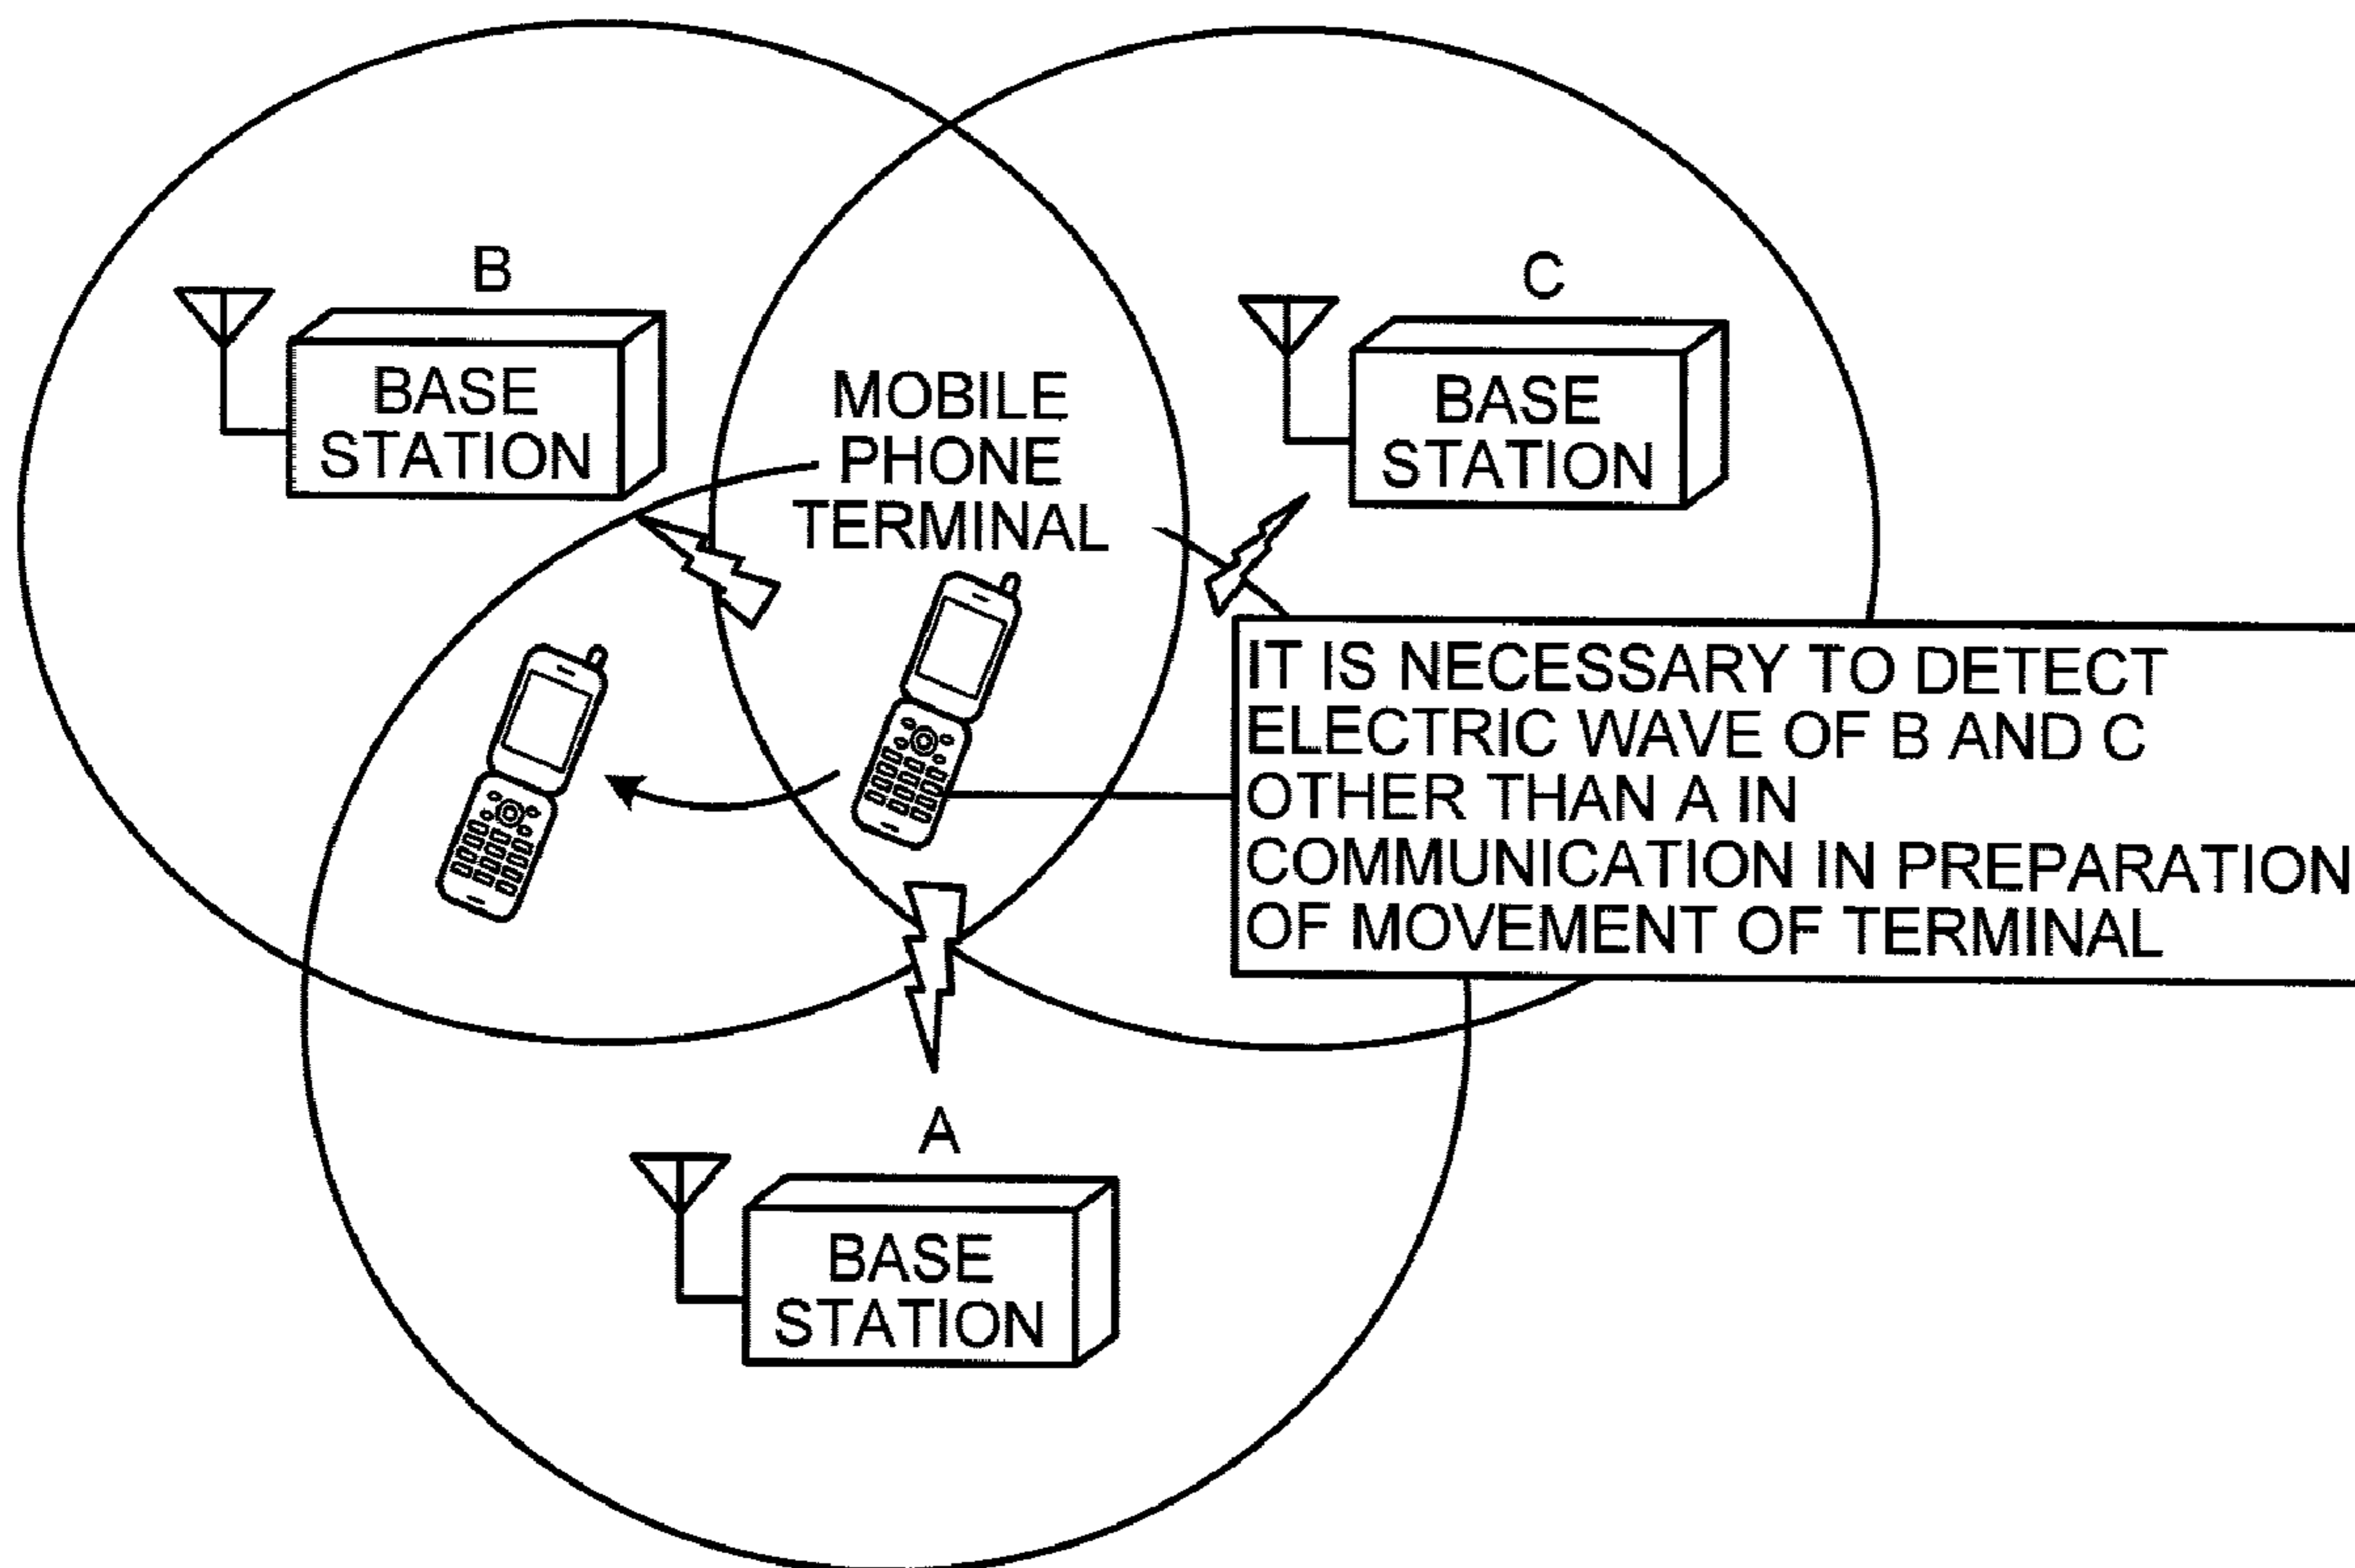 B
BASE
STATION
C
BASE
STATION
MOBILE
PHONE
TERMINAL
IT IS NECESSARY TO DETECT
ELECTRIC WAVE OF B AND C
OTHER THAN A IN
COMMUNICATION IN PREPARATION
OF MOVEMENT OF TERMINAL
A
BASE
STATION